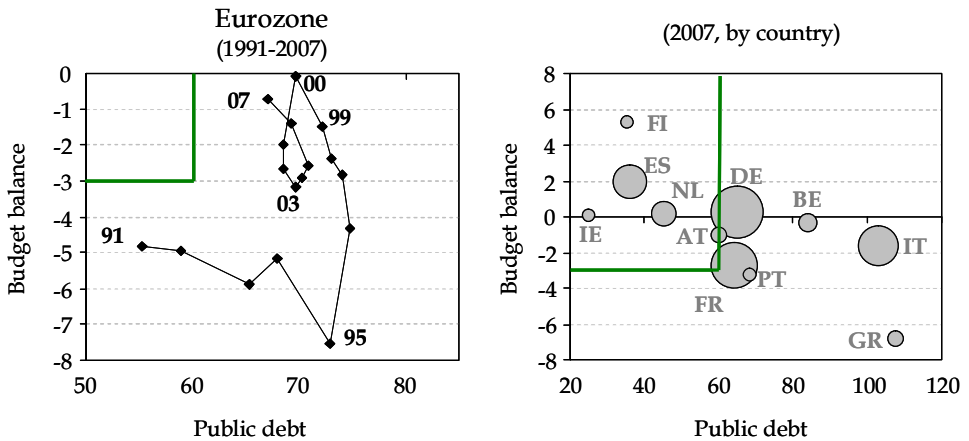 Eurozone
(1991-2007)
0
-1
-2
-3
-4
-5
-6
-7
-8
50
60
70
80
Budget balance
Public debt
00
07
99
03
91
95
(2007, by country)
8
6
4
2
0
-2
-4
-6
-8
20
40
60
80
100
120
Budget balance
Public debt
FI
ES
NL
DE
BE
IE
AT
IT
PT
FR
GR